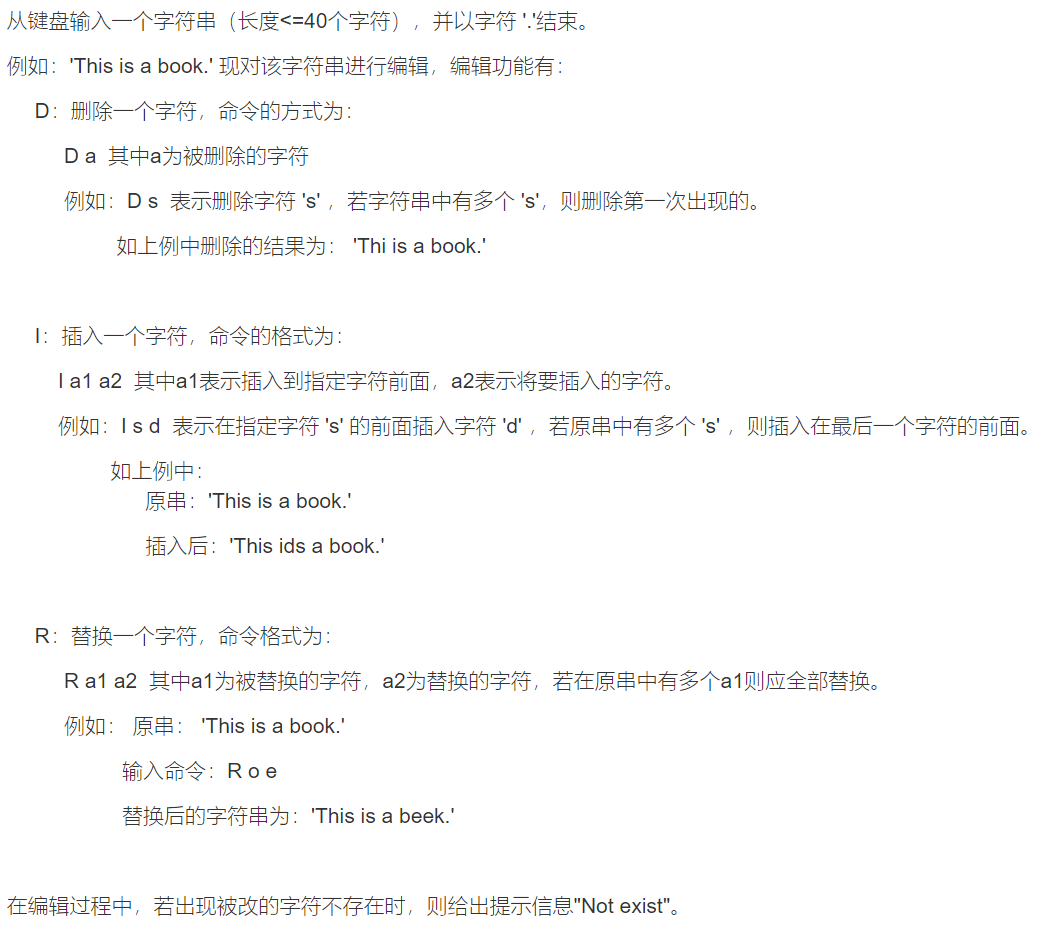 从键盘输入一个字符串（长度<=40个字符），并以字符 '.'结束。
例如：'This is a book.' 现对该字符串进行编辑，编辑功能有：
D：删除一个字符，命令的方式为：
D a 其中a为被删除的字符
例如：D s 表示删除字符 's' ，若字符串中有多个 's'，则删除第一次出现的。
如上例中删除的结果为： 'Thi is a book.'
I：插入一个字符，命令的格式为：
I a1 a2 其中a1表示插入到指定字符前面，a2表示将要插入的字符。
例如：I s d 表示在指定字符 's' 的前面插入字符 'd' ，若原串中有多个 's' ，则插入在最后一个字符的前面。
如上例中：
原串：'This is a book.'
插入后：'This ids a book.'
R：替换一个字符，命令格式为：
R a1 a2 其中a1为被替换的字符，a2为替换的字符，若在原串中有多个a1则应全部替换。
例如： 原串： 'This is a book.'
输入命令：R o e
替换后的字符串为：'This is a beek.'
在编辑过程中，若出现被改的字符不存在时，则给出提示信息"Not exist"。